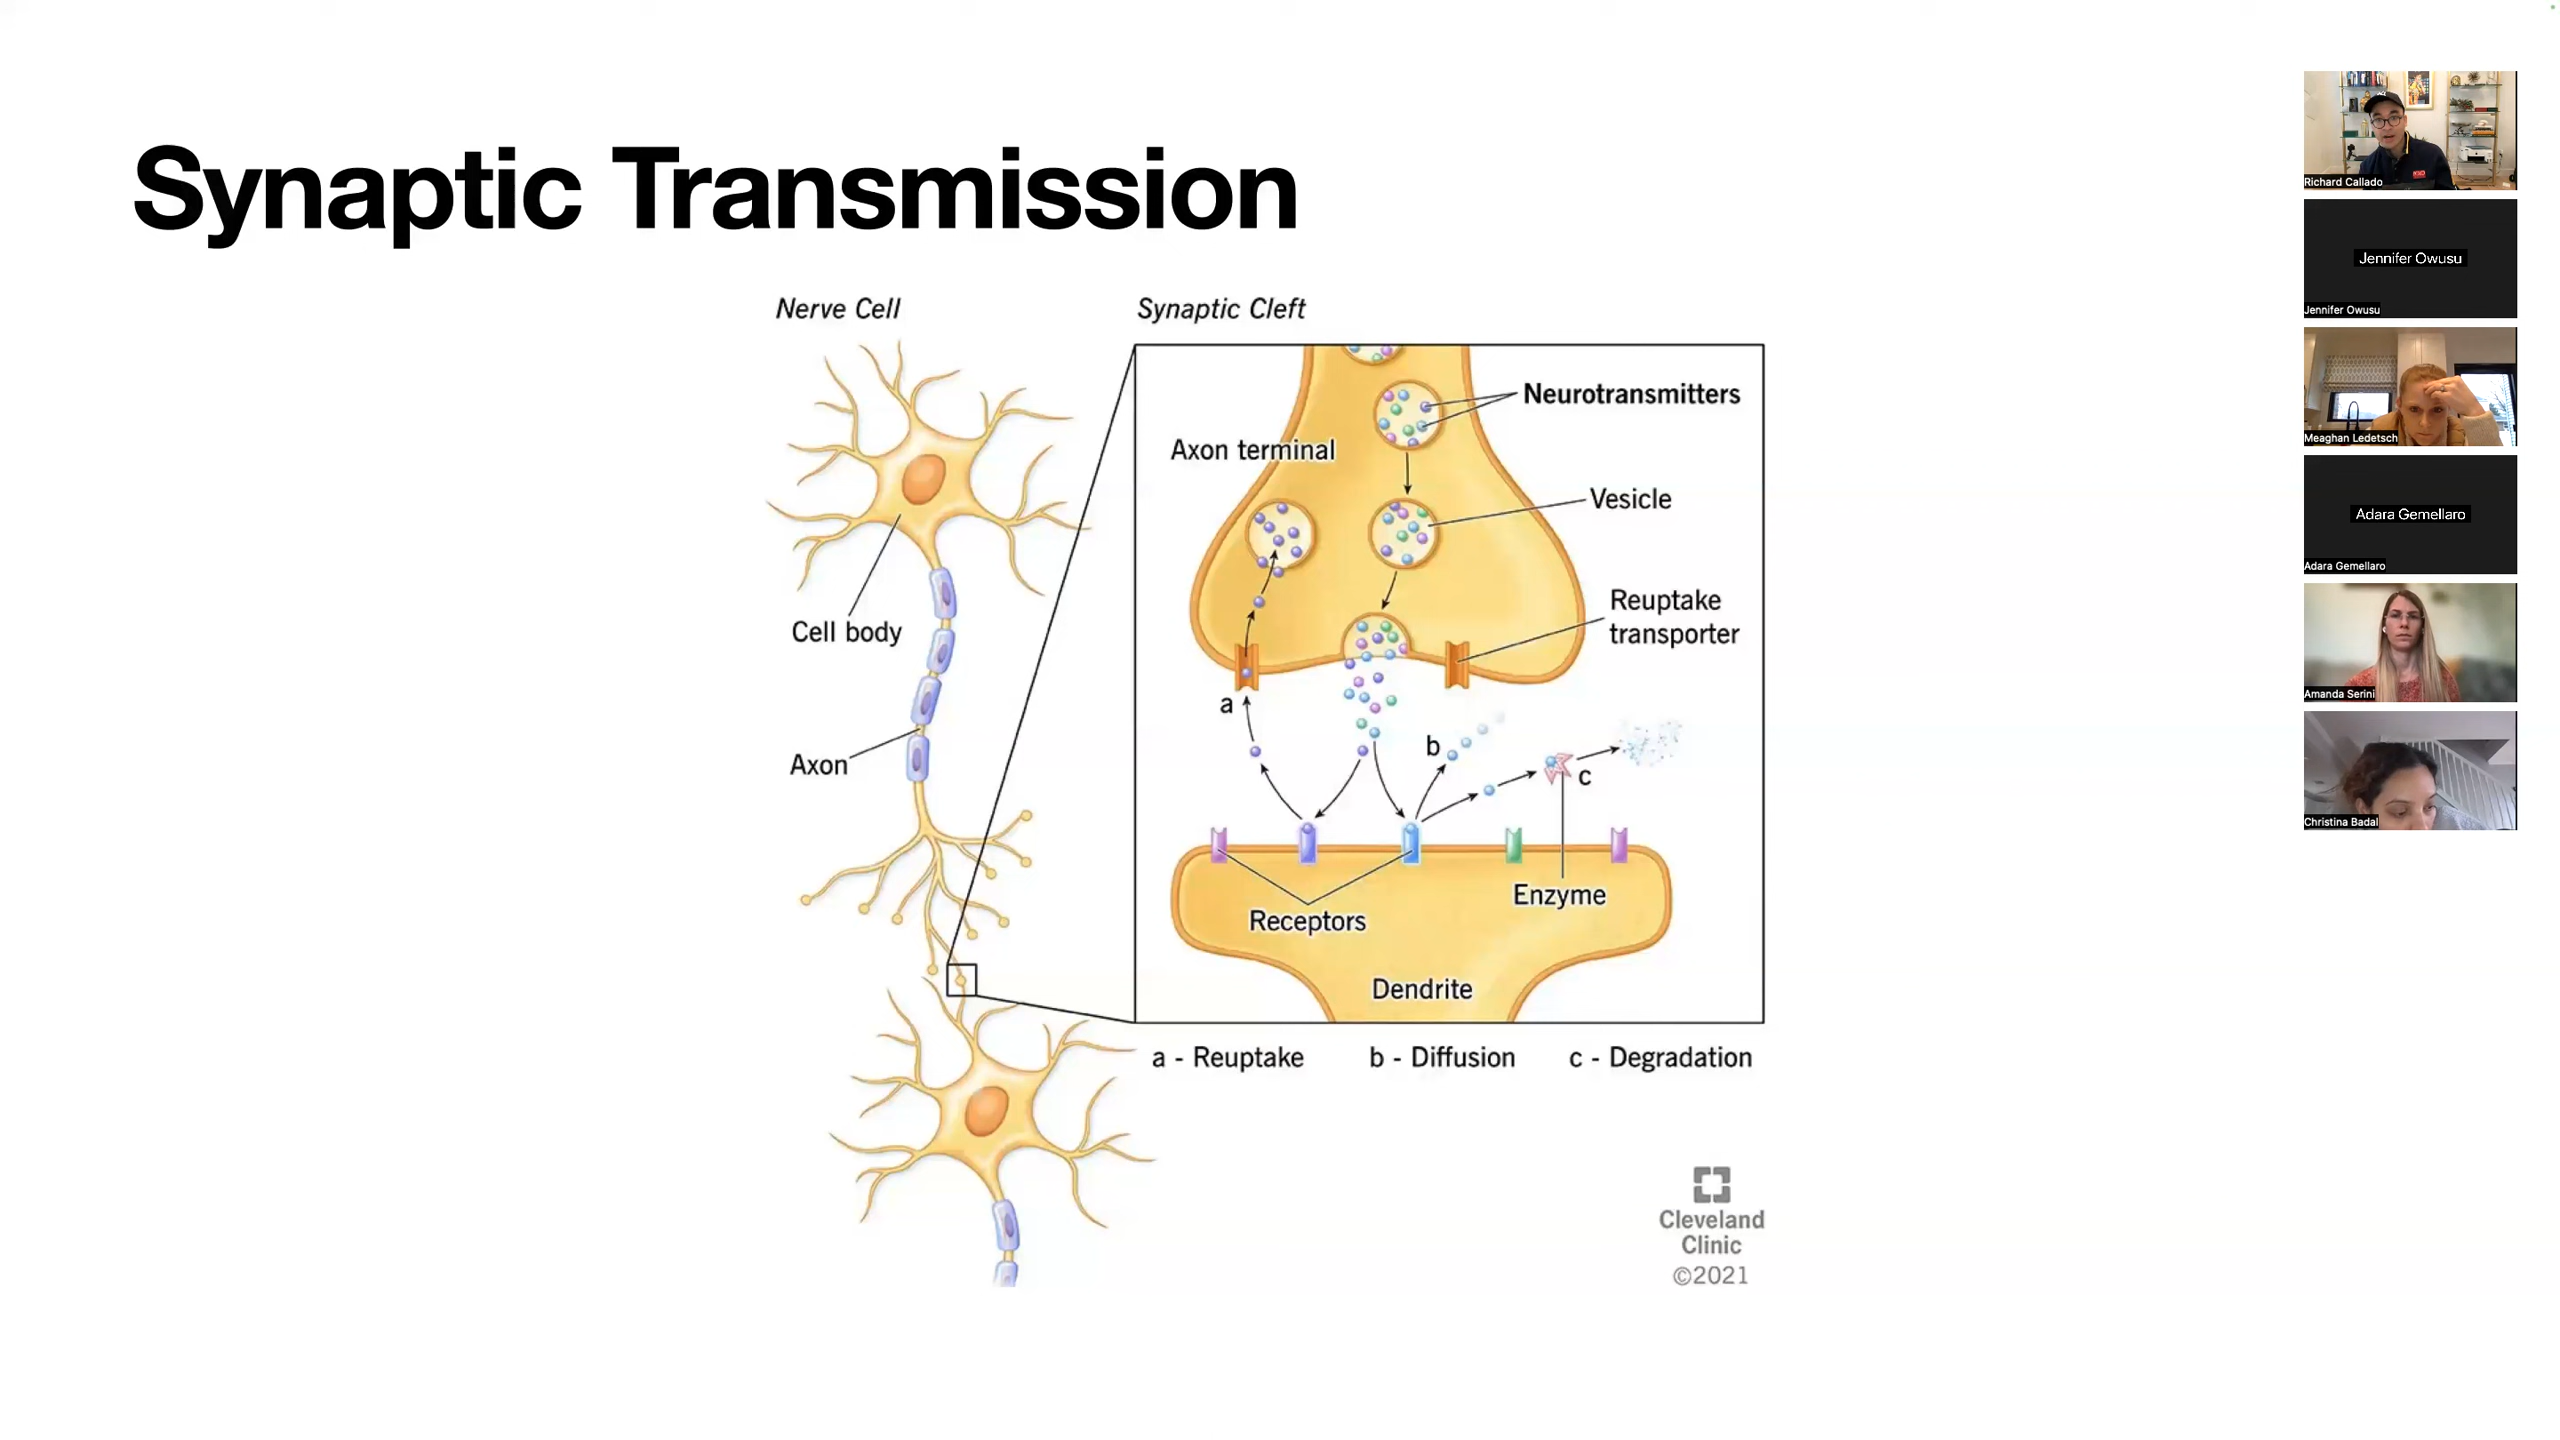 Synaptic Transmission
Nerve Cell
Synaptic Cleft
Neurotransmitters
Axon terminal
Vesicle
Reuptake
transporter
Cell body
a
b
c
Axon
Enzyme
Receptors
Dendrite
a - Reuptake b - Diffusion c - Degradation
Cleveland
Clinic
©2021
Richard Callado
Jennifer Owusu
Jennifer Owusu
Meaghan Ledetsch
Adara Gemellaro
Adara Gemellaro
Amanda Serini
Christina Badal